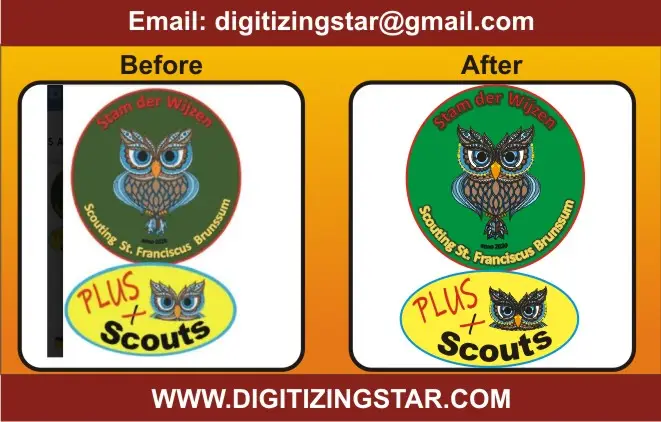 Email: digitizingstar@gmail.com
Before
After
Stam der Wijzen
Scouting St. Franciscus Brunssum
PLUS
+
Scouts
Stam der Wijzen
Scouting St. Franciscus Brunssum
PLUS
+
Scouts
WWW.DIGITIZINGSTAR.COM